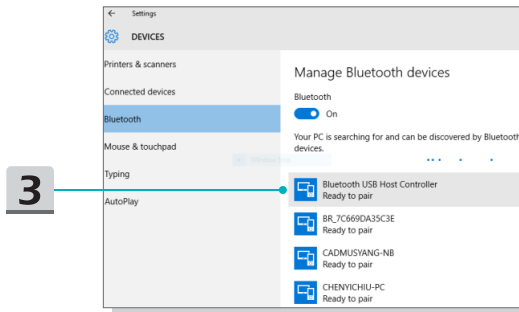 Settings
DEVICES
Printers & scanners
Connected devices
Bluetooth
Mouse & touchpad
Typing
AutoPlay
Manage Bluetooth devices
Bluetooth
On
Your PC is searching for and can be discovered by Bluetooth
devices.
Bluetooth USB Host Controller
Ready to pair
BR_7C669DA35C3E
Ready to pair
CADMUSYANG-NB
Ready to pair
CHENYICHIU-PC
Ready to pair
3